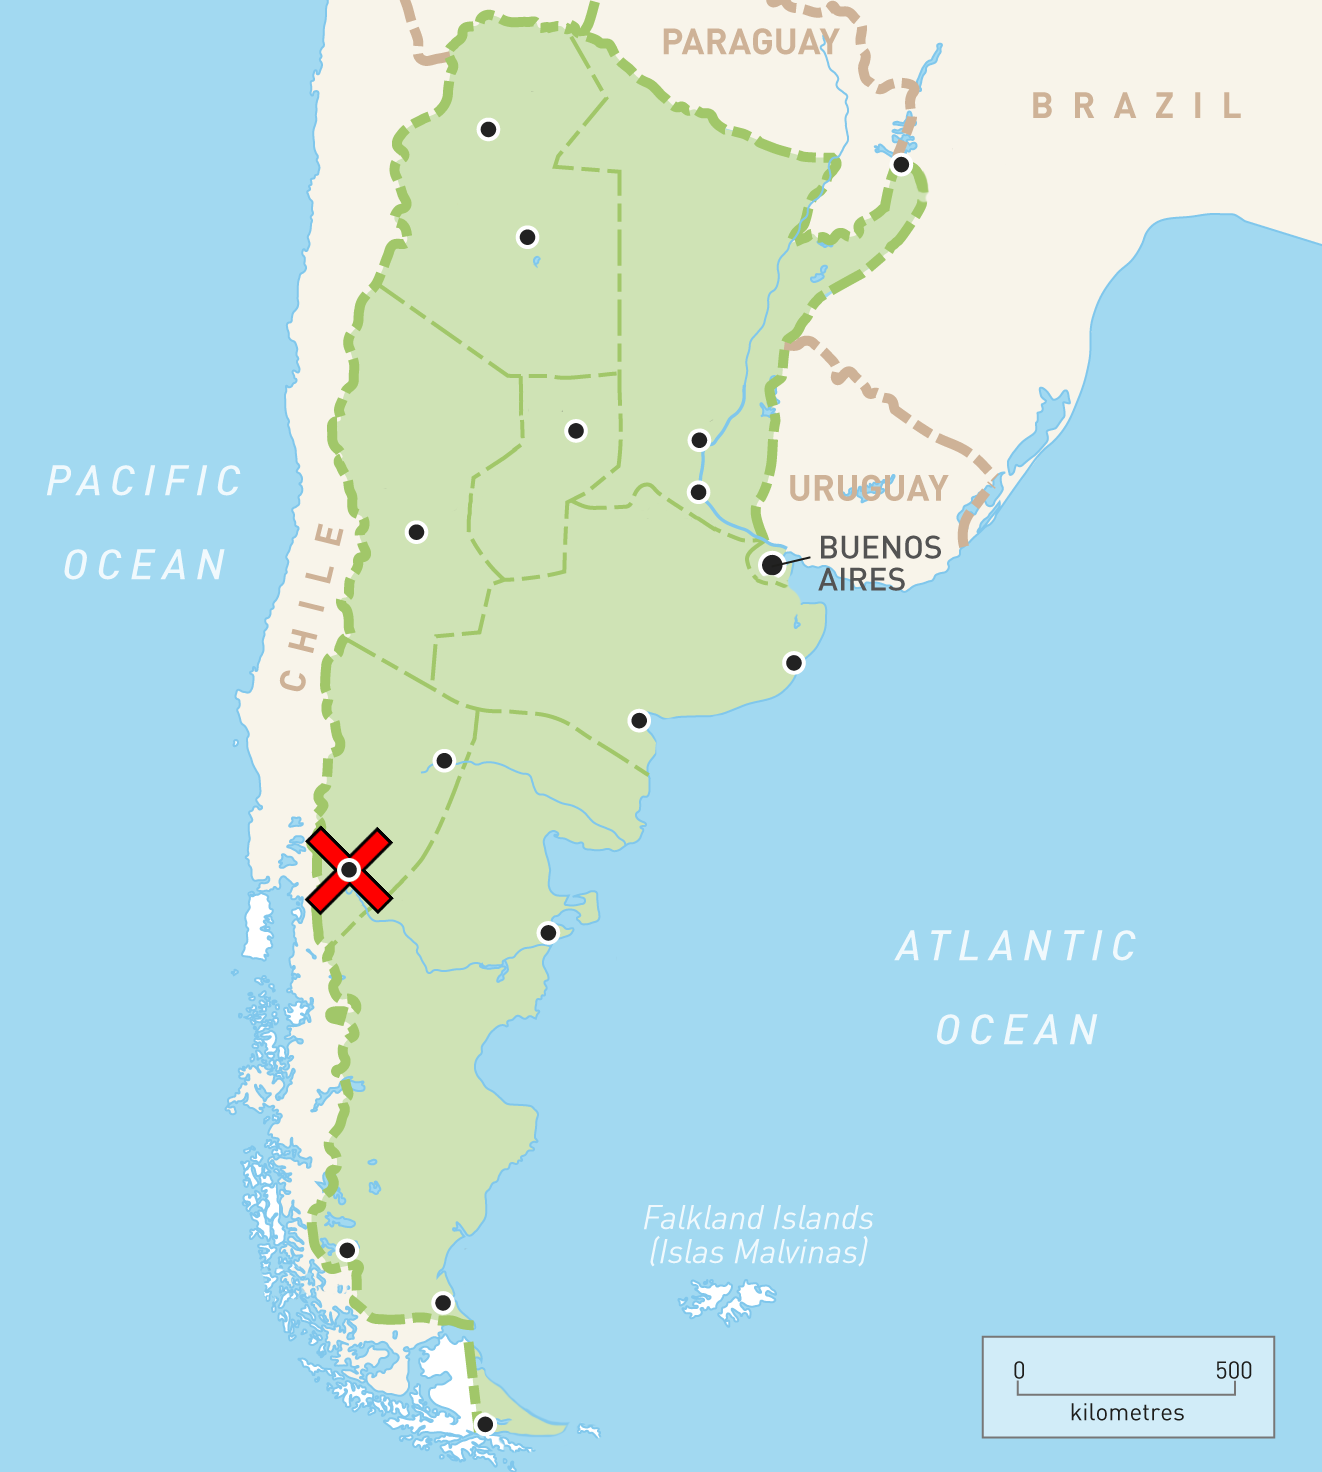 PARAGUAY
BRAZIL
PACIFIC
OCEAN
CHILE
URUGUAY
BUENOS
AIRES
ATLANTIC
OCEAN
Falkland Islands
(Islas Malvinas)
0 500
kilometres